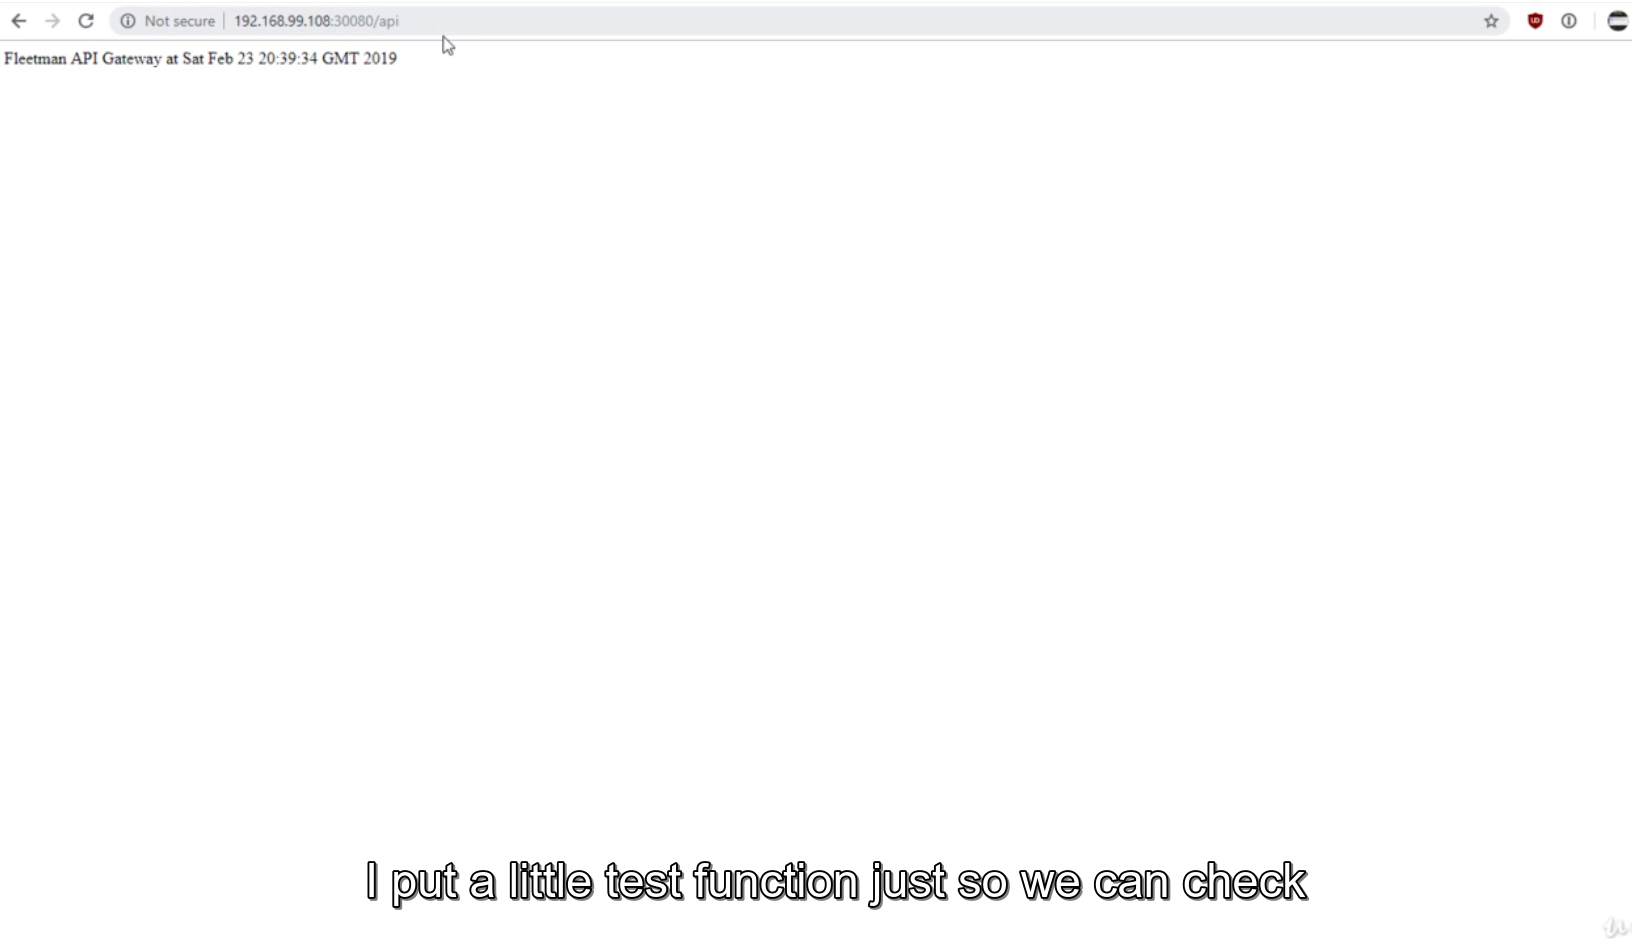 Not secure | 192.168.99.108:30080/api
Fleetman API Gateway at Sat Feb 23 20:39:34 GMT 2019
I put a little test function just so we can check